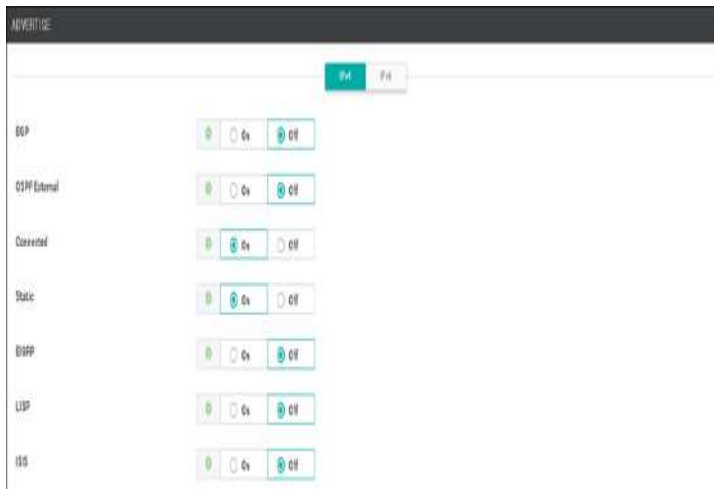 ADVERTISE
IPv4 IPv6
BGP On Off
OSPF External On Off
Connected On Off
Static On Off
EIGRP On Off
LISP On Off
ISIS On Off